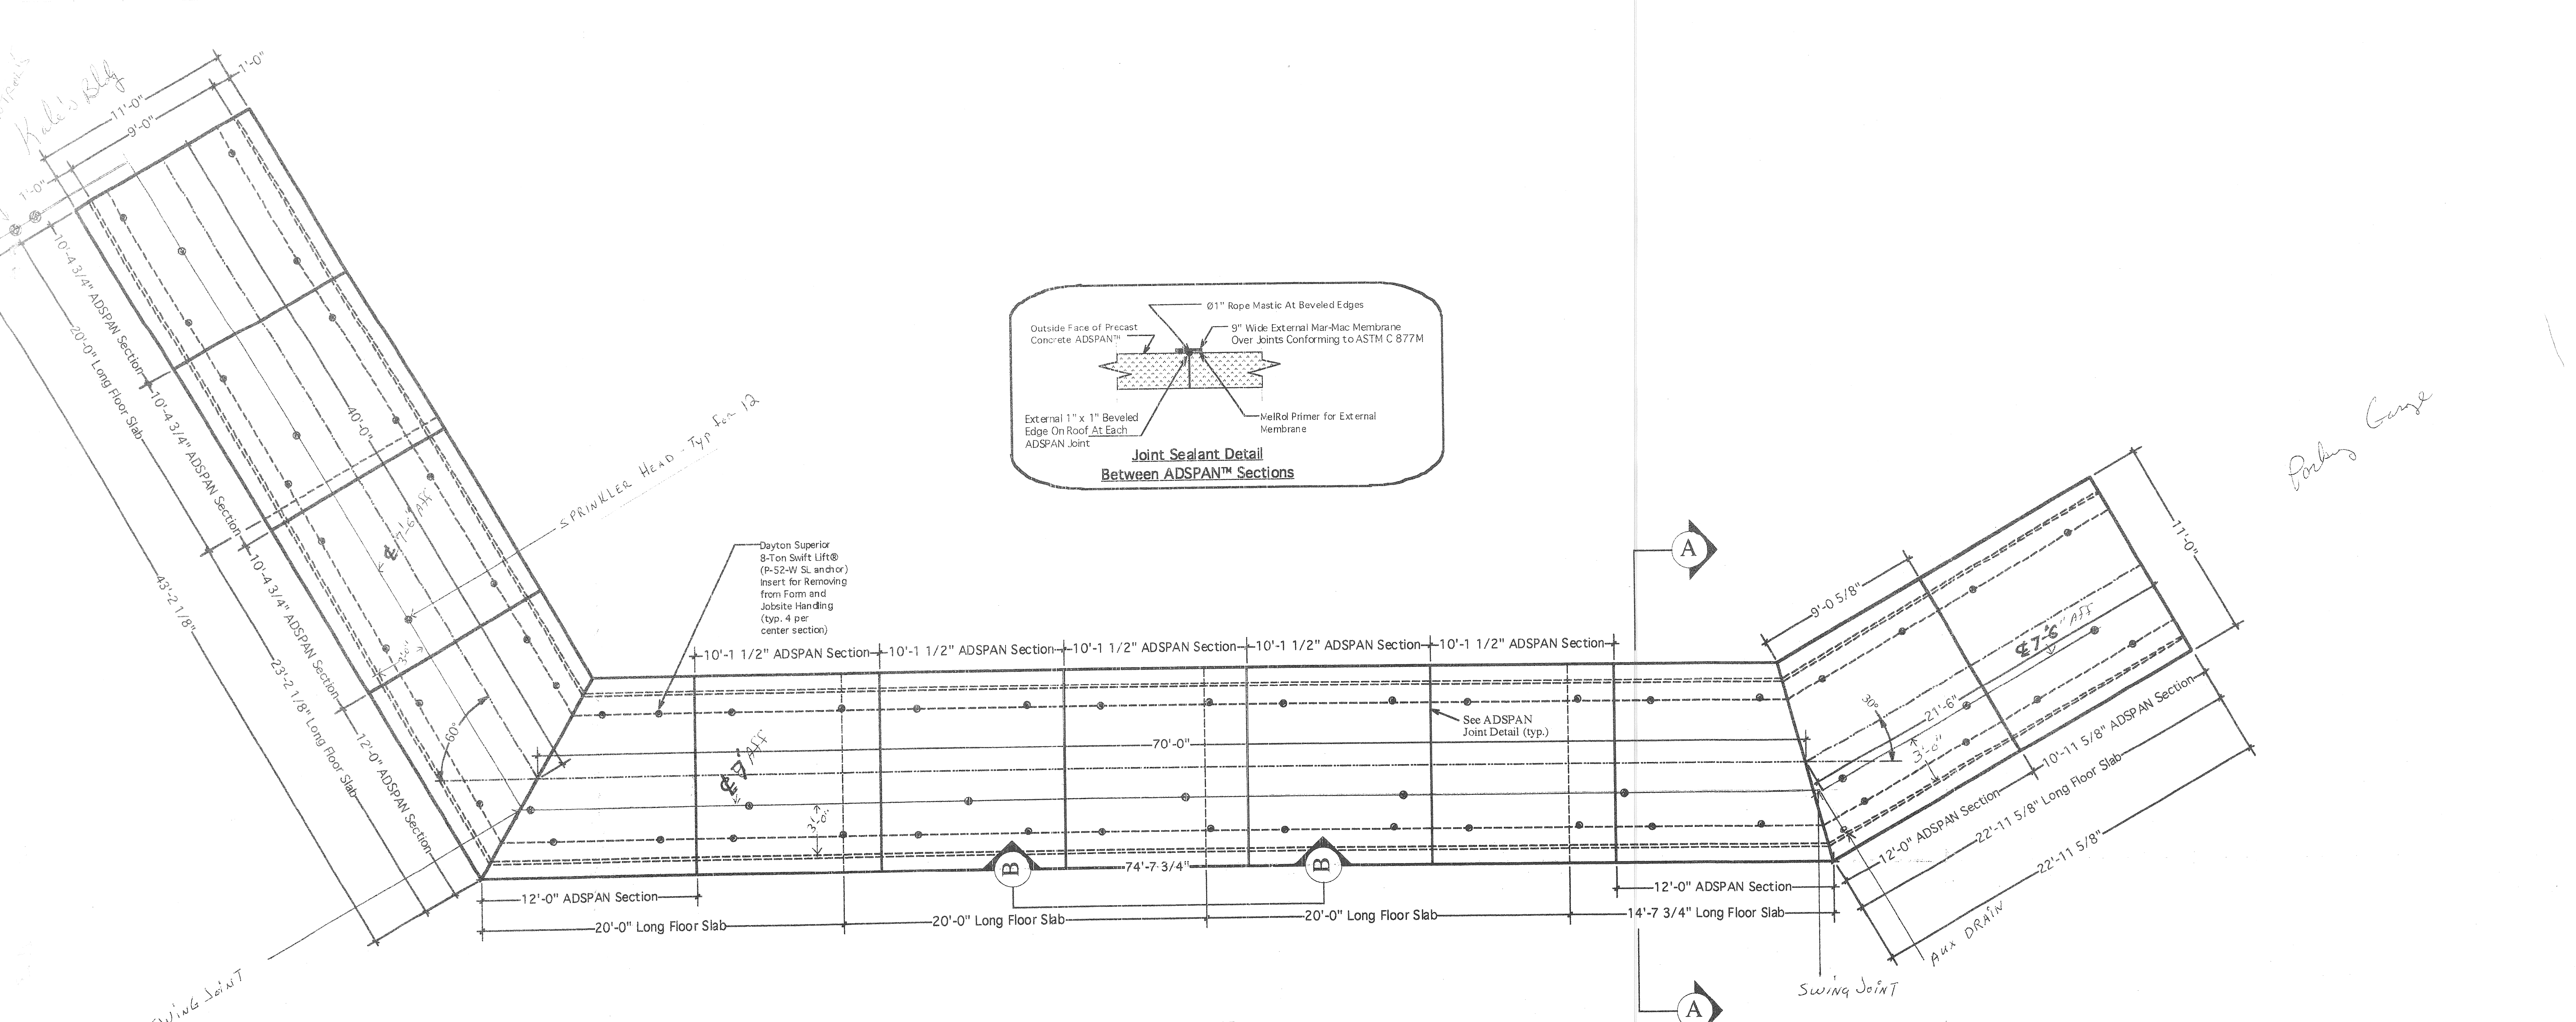 Kale's Bldg
1'-0"
11'-0"
9'-0"
1'-0"
10'-4 3/4" ADSPAN Section
20'-0" Long Floor Slab
10'-4 3/4" ADSPAN Section
40'-0"
℄ 7'-6" AFF
SPRINKLER HEAD - TYP FOR 12
43'-2 1/8"
10'-4 3/4" ADSPAN Section
23'-2 1/8" Long Floor Slab
3'-0"
60°
12'-0" ADSPAN Section
Ø1" Rope Mastic At Beveled Edges
Outside Face of Precast
Concrete ADSPAN™
9" Wide External Mar-Mac Membrane
Over Joints Conforming to ASTM C 877M
External 1" x 1" Beveled
Edge On Roof At Each
ADSPAN Joint
MelRol Primer for External
Membrane
Joint Sealant Detail
Between ADSPAN™ Sections
Dayton Superior
8-Ton Swift Lift®
(P-52-W SL anchor)
Insert for Removing
from Form and
Jobsite Handling
(typ. 4 per
center section)
10'-1 1/2" ADSPAN Section
10'-1 1/2" ADSPAN Section
10'-1 1/2" ADSPAN Section
10'-1 1/2" ADSPAN Section
10'-1 1/2" ADSPAN Section
A
See ADSPAN
Joint Detail (typ.)
70'-0"
℄ 9' AFF
3'-0"
74'-7 3/4"
B
B
12'-0" ADSPAN Section
12'-0" ADSPAN Section
20'-0" Long Floor Slab
20'-0" Long Floor Slab
20'-0" Long Floor Slab
14'-7 3/4" Long Floor Slab
A
Parking Garage
11'-0"
9'-0 5/8"
℄ 7'-6" AFF
30°
21'-6"
3'-0"
10'-11 5/8" ADSPAN Section
12'-0" ADSPAN Section
22'-11 5/8" Long Floor Slab
22'-11 5/8"
AUX DRAIN
SWING JOINT
SWING JOINT